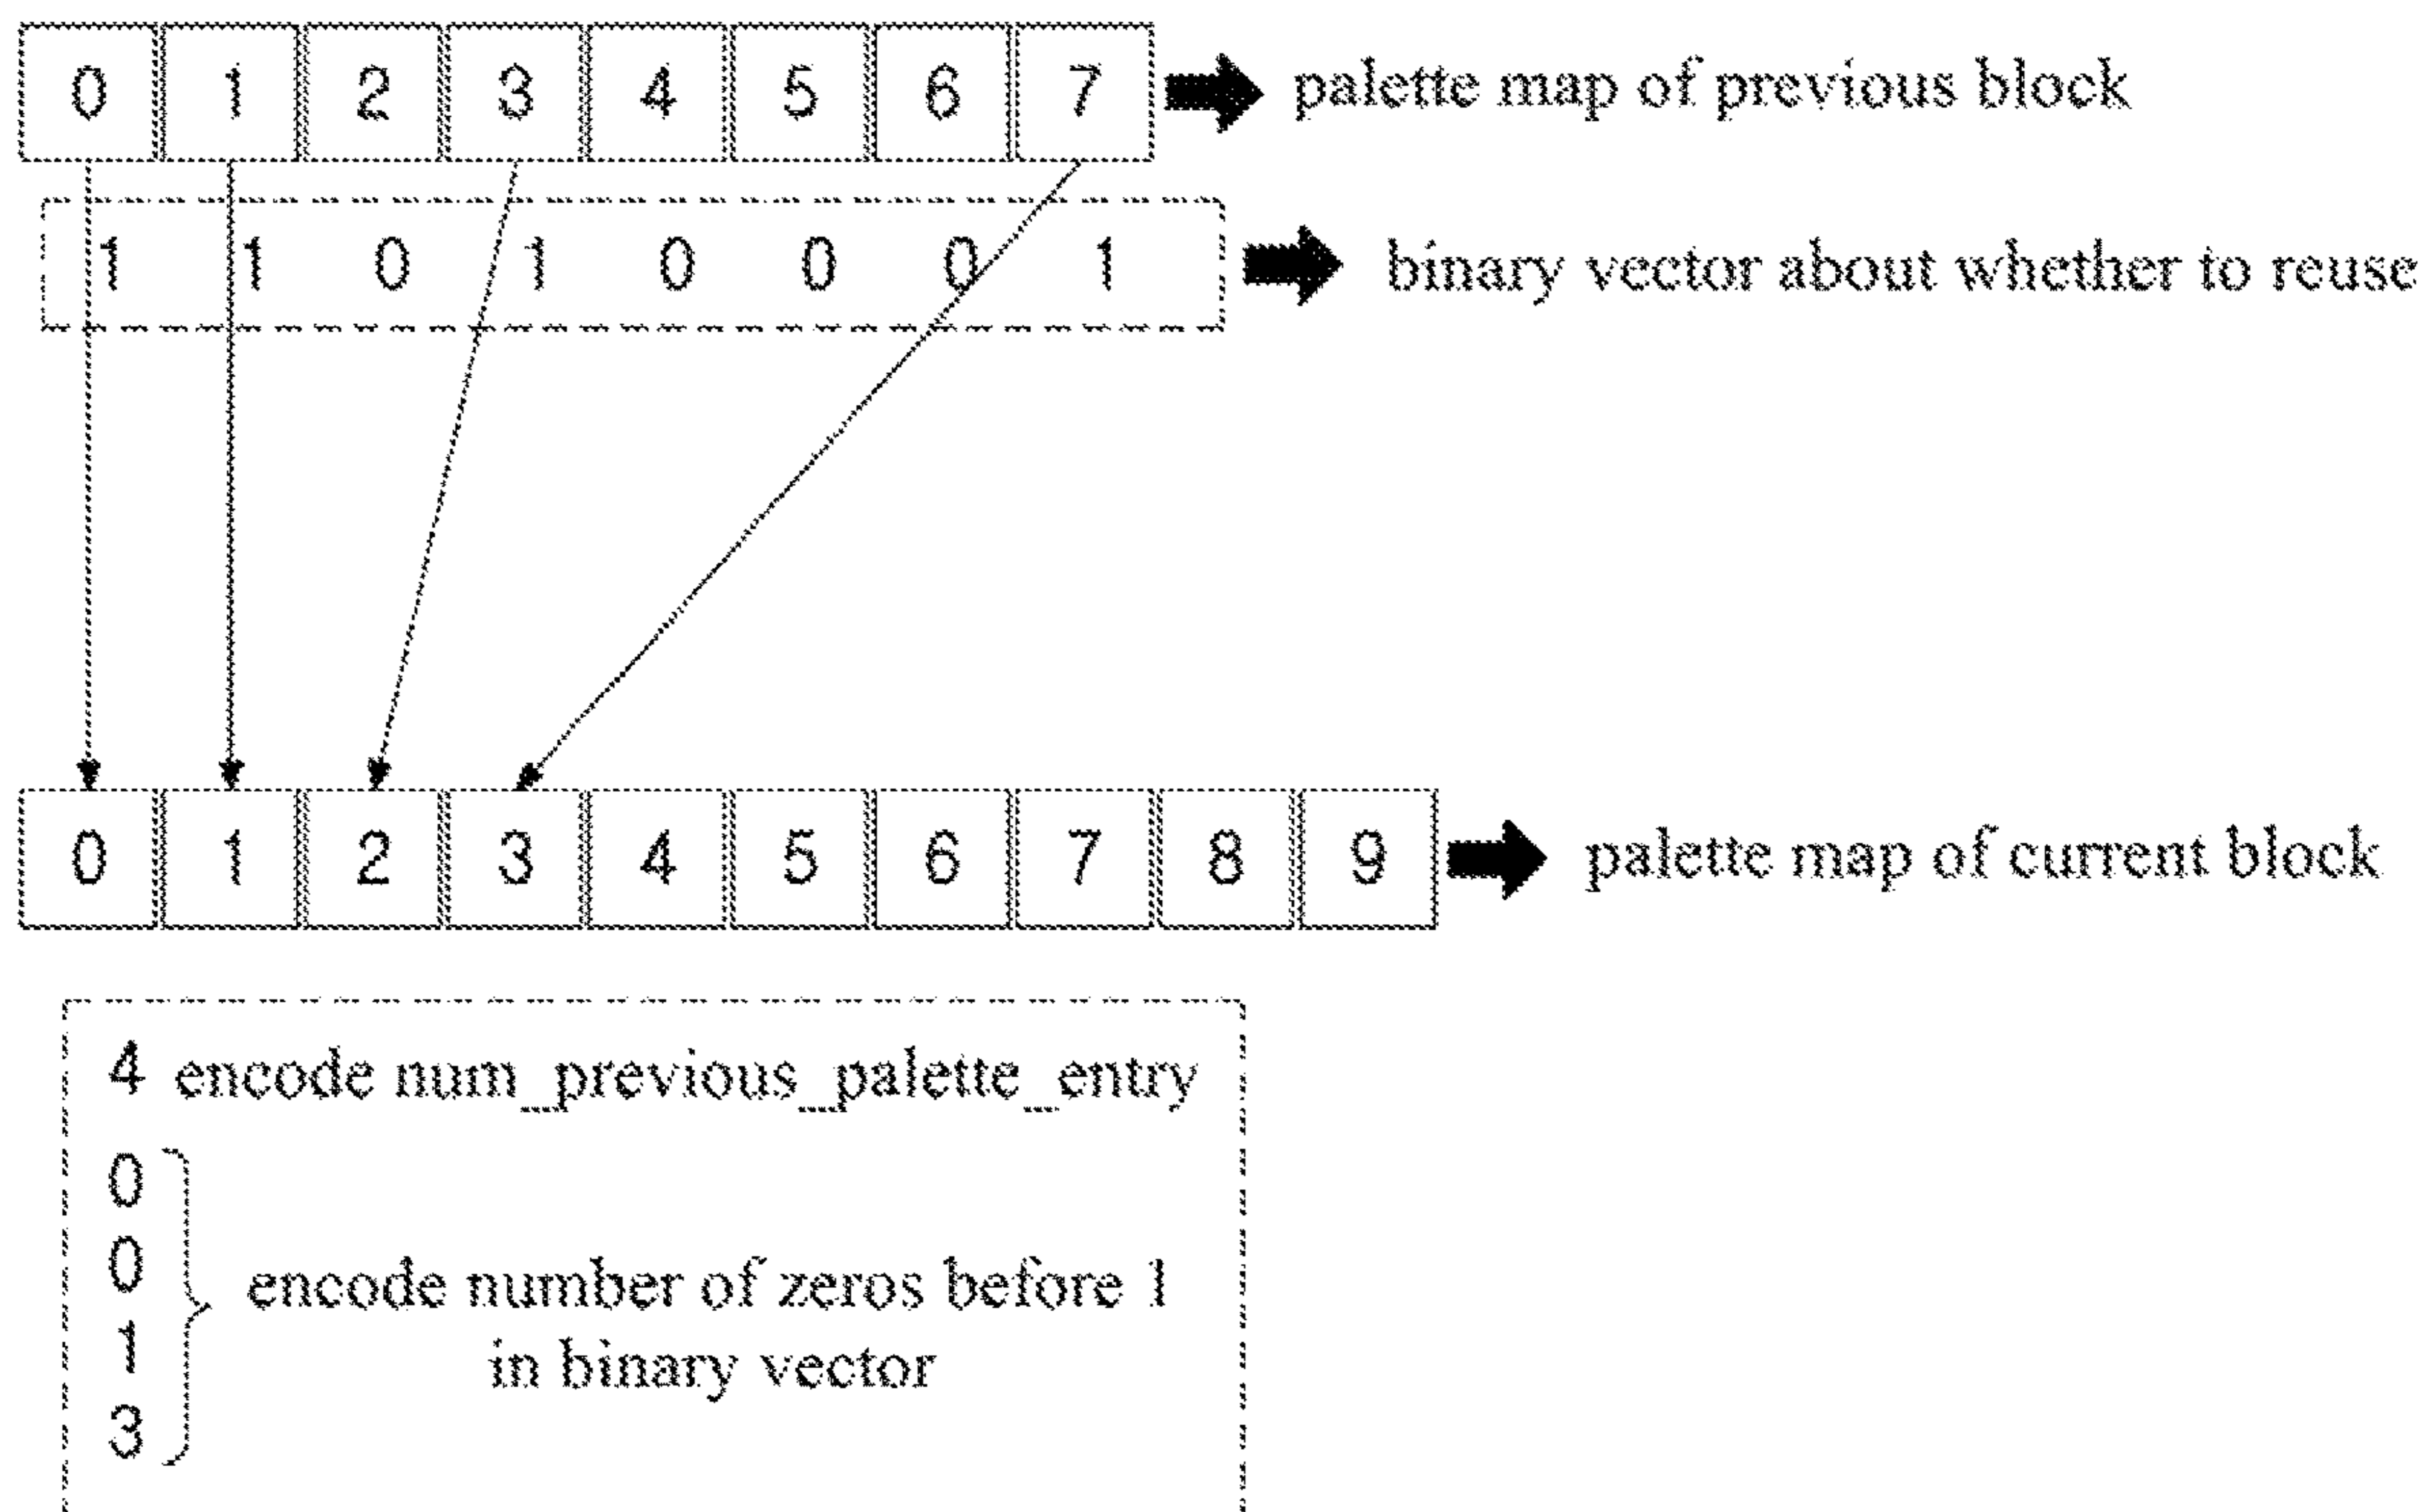 0 1 2 3 4 5 6 7 palette map of previous block
1 1 0 1 0 0 0 1 binary vector about whether to reuse
0 1 2 3 4 5 6 7 8 9 palette map of current block
4 encode num_previous_palette_entry
0
0
encode number of zeros before 1
1
in binary vector
3